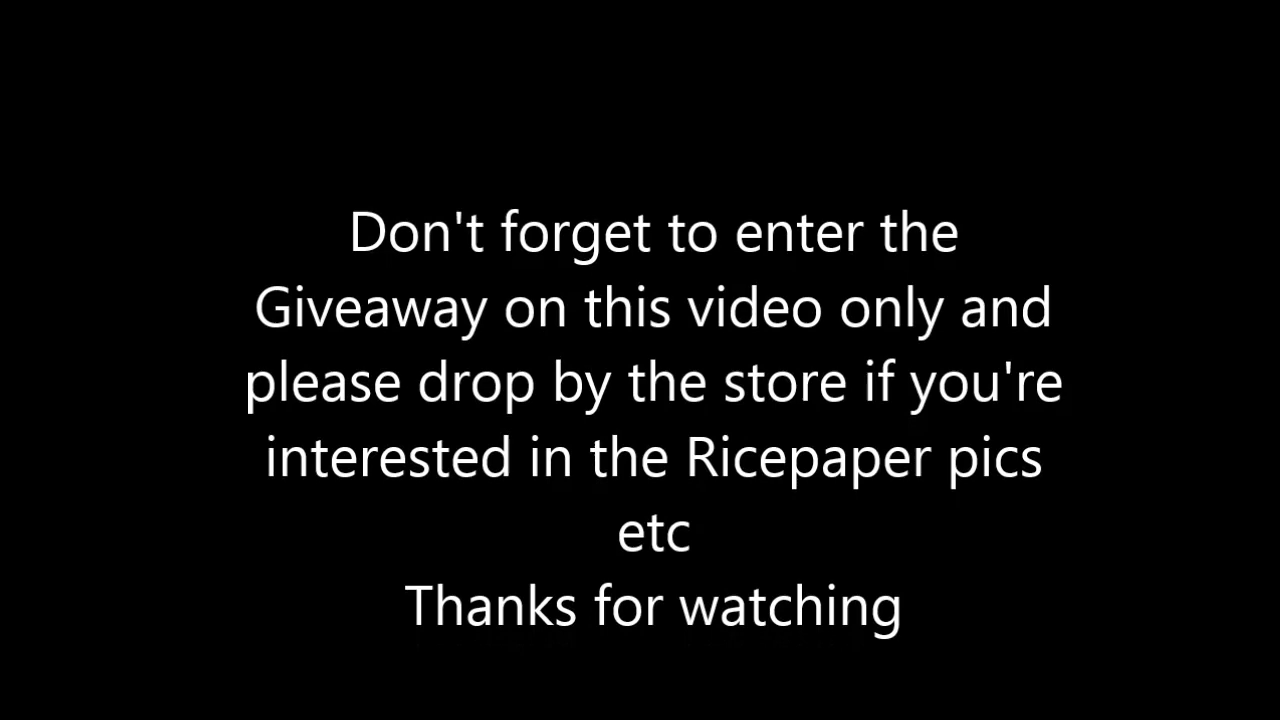 Don't forget to enter the
Giveaway on this video only and
please drop by the store if you're
interested in the Ricepaper pics
etc
Thanks for watching